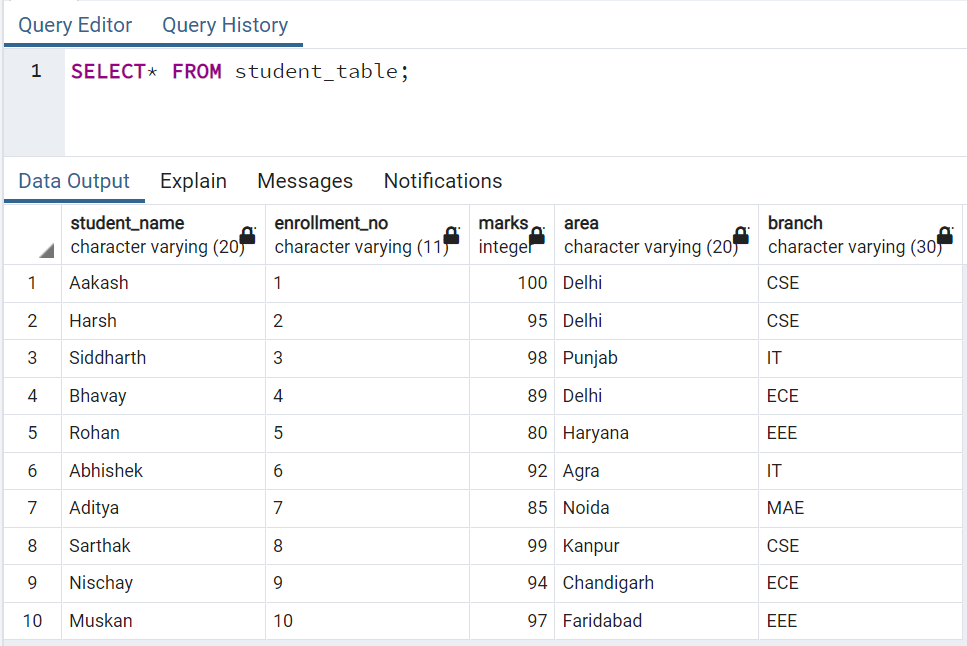 Query Editor Query History
1 SELECT* FROM student_table;
Data Output Explain Messages Notifications
student_name enrollment_no marks area branch
character varying (20) character varying (11) integer character varying (20) character varying (30)
1 Aakash 1 100 Delhi CSE
2 Harsh 2 95 Delhi CSE
3 Siddharth 3 98 Punjab IT
4 Bhavay 4 89 Delhi ECE
5 Rohan 5 80 Haryana EEE
6 Abhishek 6 92 Agra IT
7 Aditya 7 85 Noida MAE
8 Sarthak 8 99 Kanpur CSE
9 Nischay 9 94 Chandigarh ECE
10 Muskan 10 97 Faridabad EEE